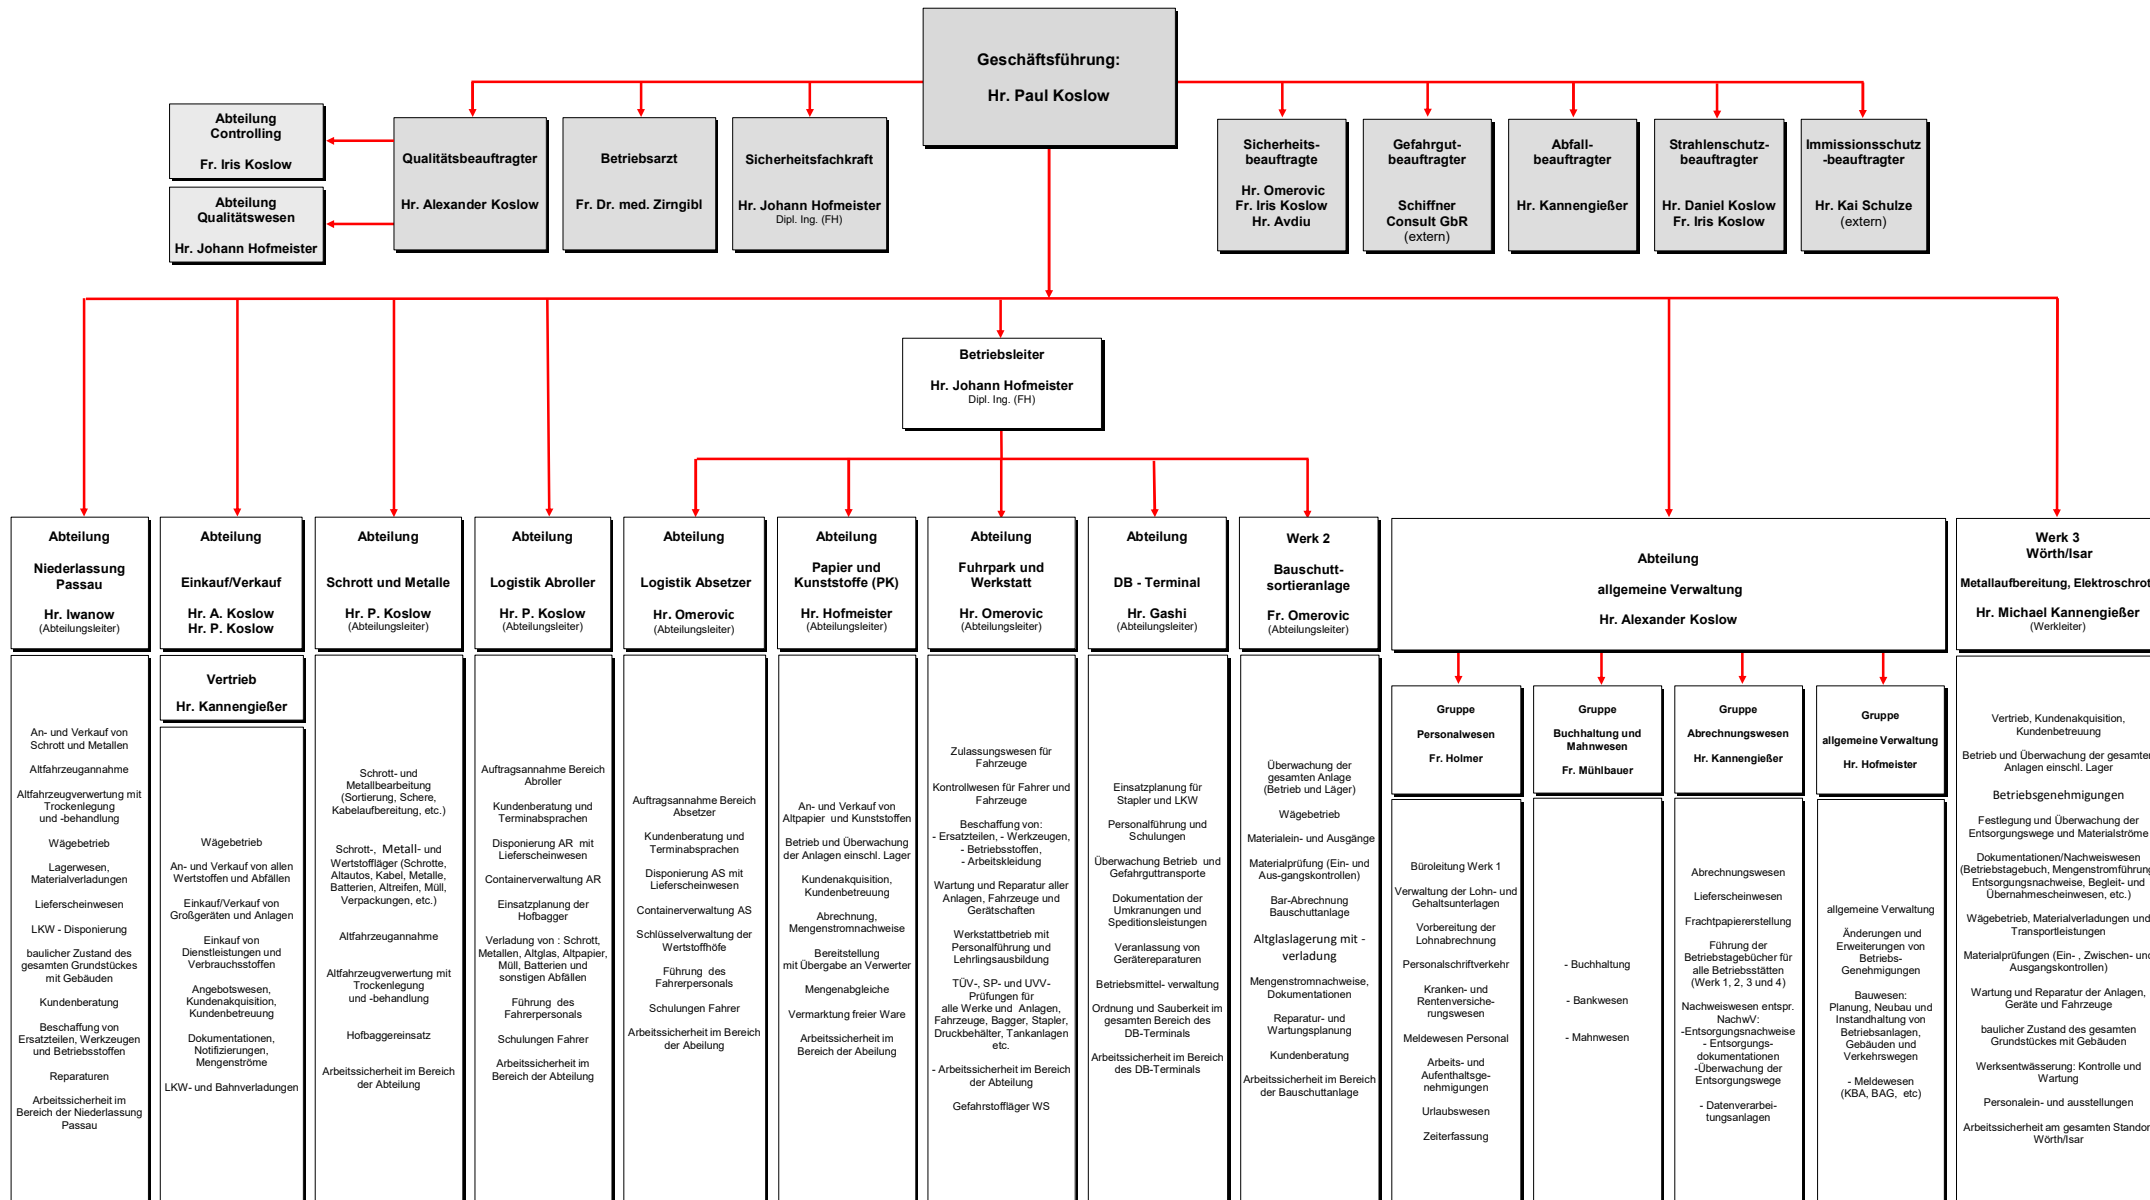 Geschäftsführung:
Hr. Paul Koslow
Abteilung
Controlling
Fr. Iris Koslow
Abteilung
Qualitätswesen
Hr. Johann Hofmeister
Qualitätsbeauftragter
Hr. Alexander Koslow
Betriebsarzt
Fr. Dr. med. Zirngibl
Sicherheitsfachkraft
Hr. Johann Hofmeister
Dipl. Ing. (FH)
Sicherheits-
beauftragte
Hr. Omerovic
Fr. Iris Koslow
Hr. Avdiu
Gefahrgut-
beauftragter
Schiffner
Consult GbR
(extern)
Abfall-
beauftragter
Hr. Kannengießer
Strahlenschutz-
beauftragter
Hr. Daniel Koslow
Fr. Iris Koslow
Immissionsschutz
-beauftragter
Hr. Kai Schulze
(extern)
Betriebsleiter
Hr. Johann Hofmeister
Dipl. Ing. (FH)
Abteilung
Niederlassung
Passau
Hr. Iwanow
(Abteilungsleiter)
An- und Verkauf von
Schrott und Metallen
Altfahrzeugannahme
Altfahrzeugverwertung mit
Trockenlegung
und -behandlung
Wägebetrieb
Lagerwesen,
Materialverladungen
Lieferscheinwesen
LKW - Disponierung
baulicher Zustand des
gesamten Grundstückes
mit Gebäuden
Kundenberatung
Beschaffung von
Ersatzteilen, Werkzeugen
und Betriebsstoffen
Reparaturen
Arbeitssicherheit im
Bereich der Niederlassung
Passau
Abteilung
Einkauf/Verkauf
Hr. A. Koslow
Hr. P. Koslow
Vertrieb
Hr. Kannengießer
Wägebetrieb
An- und Verkauf von allen
Wertstoffen und Abfällen
Einkauf/Verkauf von
Großgeräten und Anlagen
Einkauf von
Dienstleistungen und
Verbrauchsstoffen
Angebotswesen,
Kundenakquisition,
Kundenbetreuung
Dokumentationen,
Notifizierungen,
Mengenströme
LKW- und Bahnverladungen
Abteilung
Schrott und Metalle
Hr. P. Koslow
(Abteilungsleiter)
Schrott- und
Metallbearbeitung
(Sortierung, Schere,
Kabelaufbereitung, etc.)
Schrott-, Metall- und
Wertstoffläger (Schrotte,
Altautos, Kabel, Metalle,
Batterien, Altreifen, Müll,
Verpackungen, etc.)
Altfahrzeugannahme
Altfahrzeugverwertung mit
Trockenlegung
und -behandlung
Hofbaggereinsatz
Arbeitssicherheit im Bereich
der Abteilung
Abteilung
Logistik Abroller
Hr. P. Koslow
(Abteilungsleiter)
Auftragsannahme Bereich
Abroller
Kundenberatung und
Terminabsprachen
Disponierung AR mit
Lieferscheinwesen
Containerverwaltung AR
Einsatzplanung der
Hofbagger
Verladung von : Schrott,
Metallen, Altglas, Altpapier,
Müll, Batterien und
sonstigen Abfällen
Führung des
Fahrerpersonals
Schulungen Fahrer
Arbeitssicherheit im
Bereich der Abteilung
Abteilung
Logistik Absetzer
Hr. Omerovic
(Abteilungsleiter)
Auftragsannahme Bereich
Absetzer
Kundenberatung und
Terminabsprachen
Disponierung AS mit
Lieferscheinwesen
Containerverwaltung AS
Schlüsselverwaltung der
Wertstoffhöfe
Führung des
Fahrerpersonals
Schulungen Fahrer
Arbeitssicherheit im Bereich
der Abeilung
Abteilung
Papier und
Kunststoffe (PK)
Hr. Hofmeister
(Abteilungsleiter)
An- und Verkauf von
Altpapier und Kunststoffen
Betrieb und Überwachung
der Anlagen einschl. Lager
Kundenakquisition,
Kundenbetreuung
Abrechnung,
Mengenstromnachweise
Bereitstellung
mit Übergabe an Verwerter
Mengenabgleiche
Vermarktung freier Ware
Arbeitssicherheit im
Bereich der Abeilung
Abteilung
Fuhrpark und
Werkstatt
Hr. Omerovic
(Abteilungsleiter)
Zulassungswesen für
Fahrzeuge
Kontrollwesen für Fahrer und
Fahrzeuge
Beschaffung von:
- Ersatzteilen, - Werkzeugen,
- Betriebsstoffen,
- Arbeitskleidung
Wartung und Reparatur aller
Anlagen, Fahrzeuge und
Gerätschaften
Werkstattbetrieb mit
Personalführung und
Lehrlingsausbildung
TÜV-, SP- und UVV-
Prüfungen für
alle Werke und Anlagen,
Fahrzeuge, Bagger, Stapler,
Druckbehälter, Tankanlagen
etc.
- Arbeitssicherheit im Bereich
der Abteilung
Gefahrstoffläger WS
Abteilung
DB - Terminal
Hr. Gashi
(Abteilungsleiter)
Einsatzplanung für
Stapler und LKW
Personalführung und
Schulungen
Überwachung Betrieb und
Gefahrguttransporte
Dokumentation der
Umkranungen und
Speditionsleistungen
Veranlassung von
Gerätereparaturen
Betriebsmittel- verwaltung
Ordnung und Sauberkeit im
gesamten Bereich des
DB-Terminals
Arbeitssicherheit im Bereich
des DB-Terminals
Werk 2
Bauschutt-
sortieranlage
Fr. Omerovic
(Abteilungsleiter)
Überwachung der
gesamten Anlage
(Betrieb und Läger)
Wägebetrieb
Materialein- und Ausgänge
Materialprüfung (Ein- und
Aus-gangskontrollen)
Bar-Abrechnung
Bauschuttanlage
Altglaslagerung mit -
verladung
Mengenstromnachweise,
Dokumentationen
Reparatur- und
Wartungsplanung
Kundenberatung
Arbeitssicherheit im Bereich
der Bauschuttanlage
Abteilung
allgemeine Verwaltung
Hr. Alexander Koslow
Gruppe
Personalwesen
Fr. Holmer
Büroleitung Werk 1
Verwaltung der Lohn- und
Gehaltsunterlagen
Vorbereitung der
Lohnabrechnung
Personalschriftverkehr
Kranken- und
Rentenversiche-
rungswesen
Meldewesen Personal
Arbeits- und
Aufenthaltsge-
nehmigungen
Urlaubswesen
Zeiterfassung
Gruppe
Buchhaltung und
Mahnwesen
Fr. Mühlbauer
- Buchhaltung
- Bankwesen
- Mahnwesen
Gruppe
Abrechnungswesen
Hr. Kannengießer
Abrechnungswesen
Lieferscheinwesen
Frachtpapiererstellung
Führung der
Betriebstagebücher für
alle Betriebsstätten
(Werk 1, 2, 3 und 4)
Nachweiswesen entspr.
NachwV:
-Entsorgungsnachweise
- Entsorgungs-
dokumentationen
-Überwachung der
Entsorgungswege
- Datenverarbei-
tungsanlagen
Gruppe
allgemeine Verwaltung
Hr. Hofmeister
allgemeine Verwaltung
Änderungen und
Erweiterungen von
Betriebs-
Genehmigungen
Bauwesen:
Planung, Neubau und
Instandhaltung von
Betriebsanlagen,
Gebäuden und
Verkehrswegen
- Meldewesen
(KBA, BAG, etc)
Werk 3
Wörth/Isar
Metallaufbereitung, Elektroschrott
Hr. Michael Kannengießer
(Werkleiter)
Vertrieb, Kundenakquisition,
Kundenbetreuung
Betrieb und Überwachung der gesamten
Anlagen einschl. Lager
Betriebsgenehmigungen
Festlegung und Überwachung der
Entsorgungswege und Materialströme
Dokumentationen/Nachweiswesen
(Betriebstagebuch, Mengenstromführung,
Entsorgungsnachweise, Begleit- und
Übernahmescheinwesen, etc.)
Wägebetrieb, Materialverladungen und
Transportleistungen
Materialprüfungen (Ein- , Zwischen- und
Ausgangskontrollen)
Wartung und Reparatur der Anlagen,
Geräte und Fahrzeuge
baulicher Zustand des gesamten
Grundstückes mit Gebäuden
Werksentwässerung: Kontrolle und
Wartung
Personalein- und ausstellungen
Arbeitssicherheit am gesamten Standort
Wörth/Isar